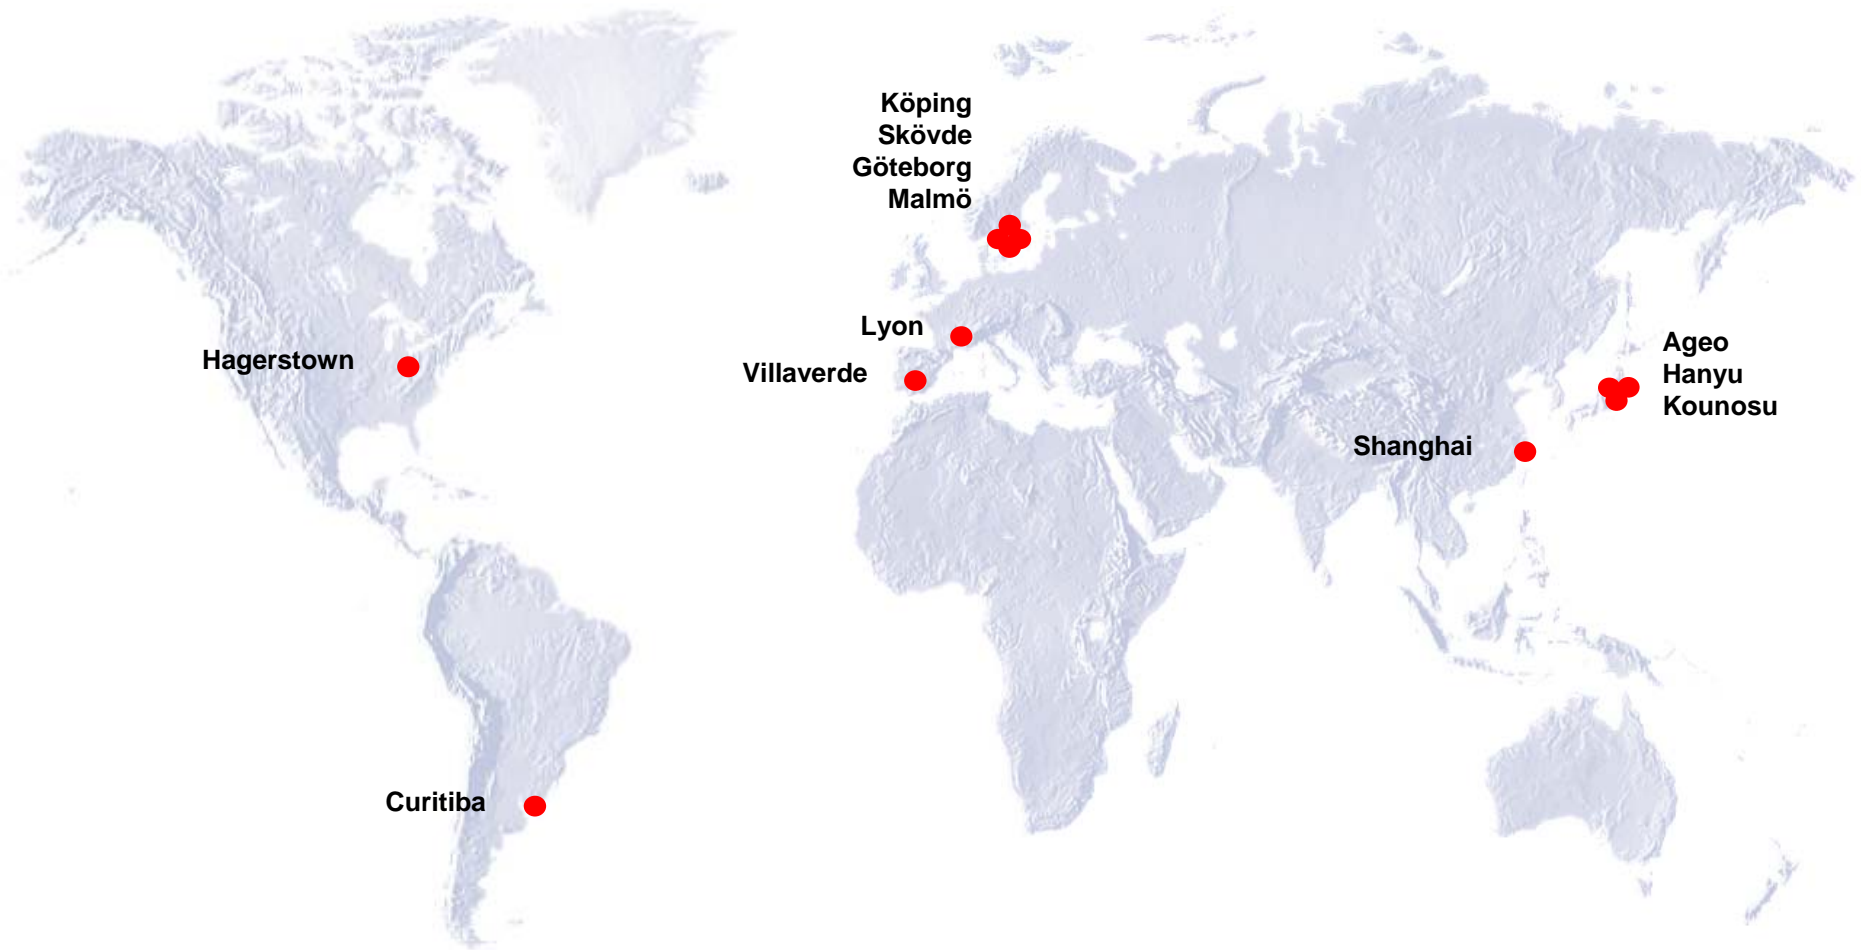 Köping
Skövde
Göteborg
Malmö
Lyon
Hagerstown
Villaverde
Ageo
Hanyu
Kounosu
Shanghai
Curitiba